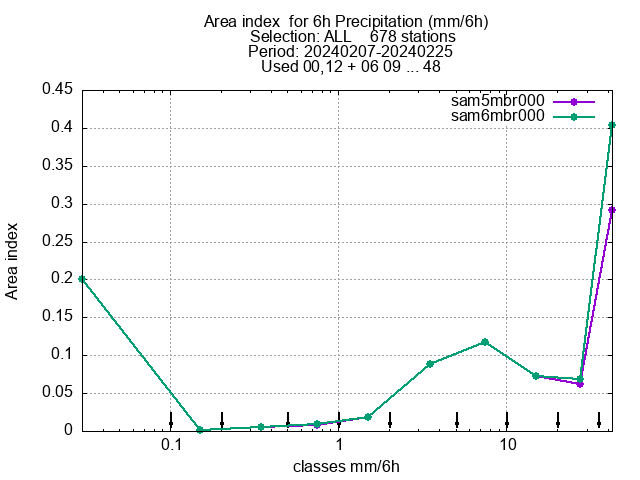 Area index  for 6h Precipitation (mm/6h)
Selection: ALL    678 stations
Period: 20240207-20240225
Used 00,12 + 06 09 ... 48
sam5mbr000
sam6mbr000
0.45
0.4
0.35
0.3
0.25
0.2
0.15
0.1
0.05
0
Area index
0.1 1 10
classes mm/6h